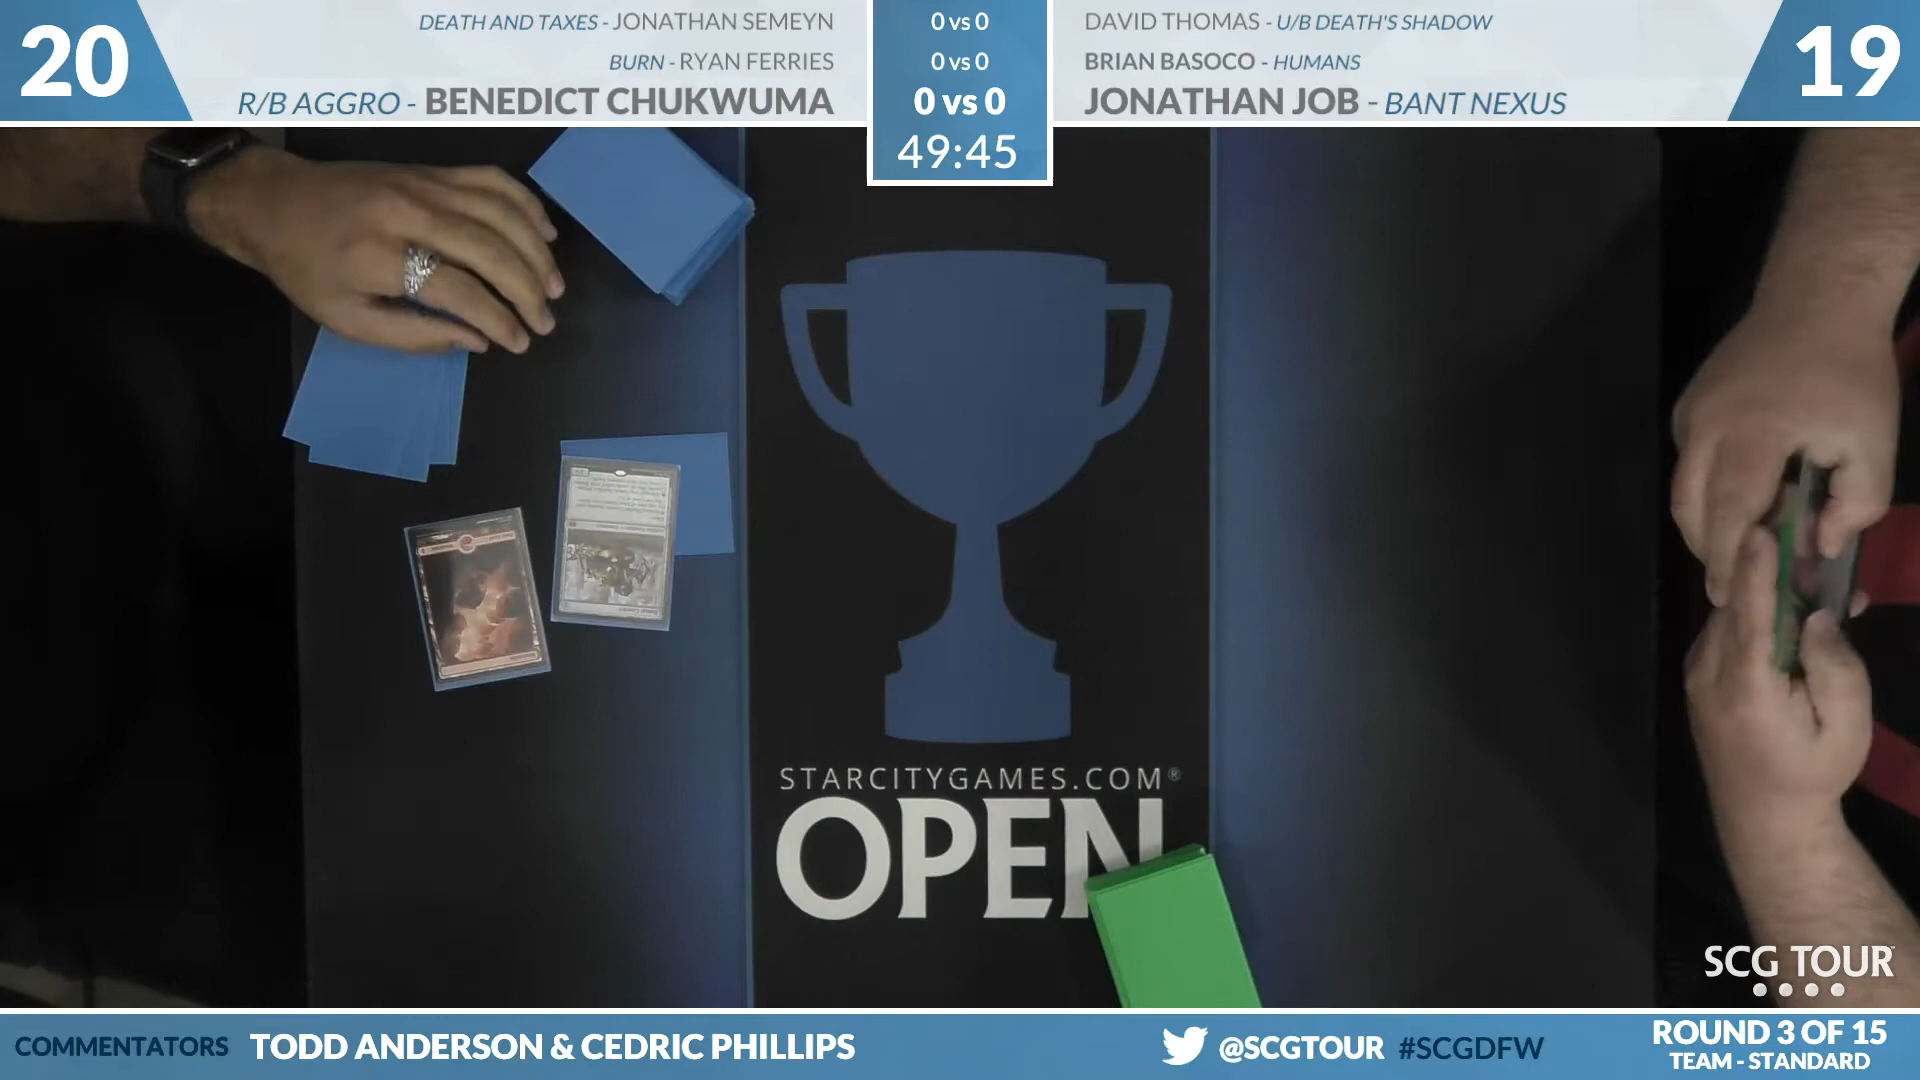 20
DEATH AND TAXES - JONATHAN SEMEYN
BURN - RYAN FERRIES
R/B AGGRO - BENEDICT CHUKWUMA
0 vs 0
0 vs 0
0 vs 0
49:45
DAVID THOMAS - U/B DEATH'S SHADOW
BRIAN BASOCO - HUMANS
JONATHAN JOB - BANT NEXUS
19
STARCITYGAMES.COM®
OPEN
SCG TOUR
COMMENTATORS TODD ANDERSON & CEDRIC PHILLIPS
@SCGTOUR #SCGDFW
ROUND 3 OF 15
TEAM - STANDARD